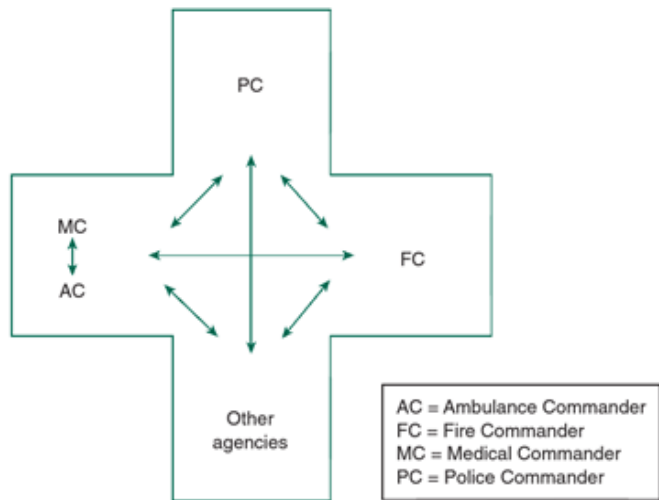 PC
MC
AC
FC
Other
agencies
AC = Ambulance Commander
FC = Fire Commander
MC = Medical Commander
PC = Police Commander